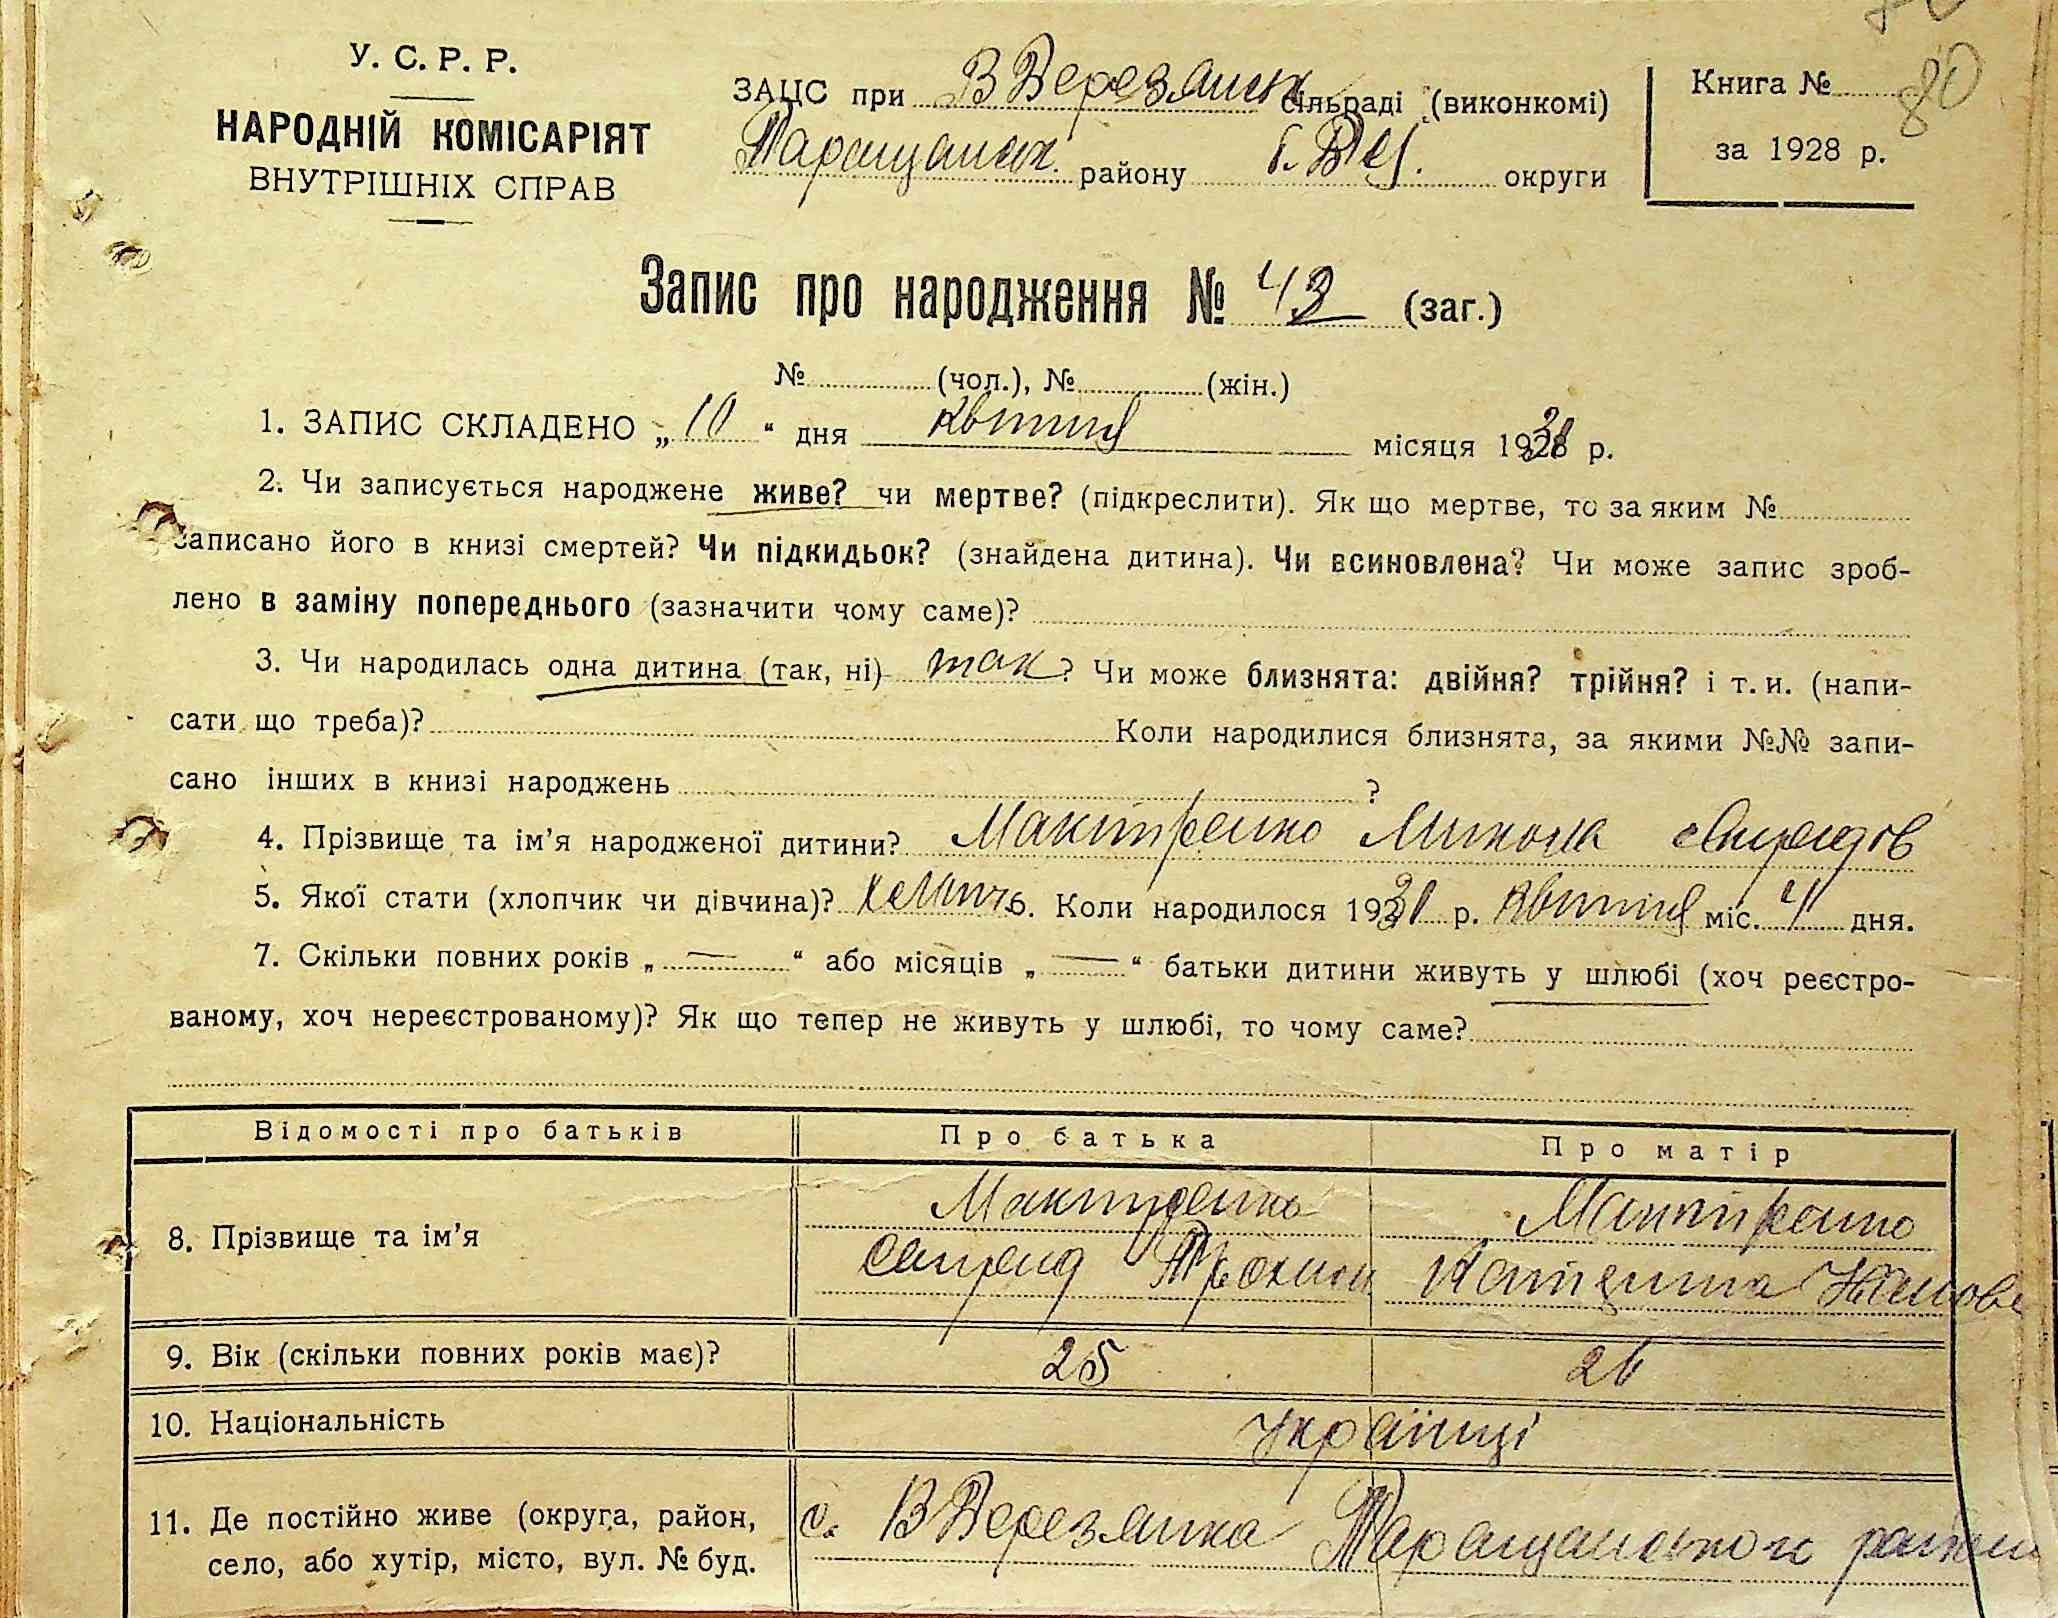 У. С. Р. Р.
НАРОДНІЙ КОМІСАРІЯТ
ВНУТРІШНІХ СПРАВ
ЗАЦС при В Березянск сільраді (виконкомі)
Таращанськ. району б. Цер. округи
Книга №
80
за 1928 р.
Запис про народження № 43 (заг.)
№ (чол.), № (жін.)
1. ЗАПИС СКЛАДЕНО „ 10 “ дня квітня місяця 1931 р.
2. Чи записується народжене живе? чи мертве? (підкреслити). Як що мертве, то за яким №
записано його в книзі смертей? Чи підкидьок? (знайдена дитина). Чи всиновлена? Чи може запис зроб-
лено в заміну попереднього (зазначити чому саме)?
3. Чи народилась одна дитина (так, ні) так ? Чи може близнята: двійня? трійня? і т. и. (напи-
сати що треба)? Коли народилися близнята, за якими №№ запи-
сано інших в книзі народжень ?
4. Прізвище та ім’я народженої дитини? Макітренко Микола Спиридов
5. Якої стати (хлопчик чи дівчина)? хлопч 6. Коли народилося 1931 р. квітня міс. 4 дня.
7. Скільки повних років „ — “ або місяців „ — “ батьки дитини живуть у шлюбі (хоч реєстро-
ваному, хоч нереєстрованому)? Як що тепер не живуть у шлюбі, то чому саме?
Відомості про батьків Про батька Про матір
8. Прізвище та ім’я Макітренко Макітренко
Трохим Катерина
9. Вік (скільки повних років має)? 25 26
10. Національність українці
11. Де постійно живе (округа, район,
село, або хутір, місто, вул. № буд.
с. В Березянка Таращанського району